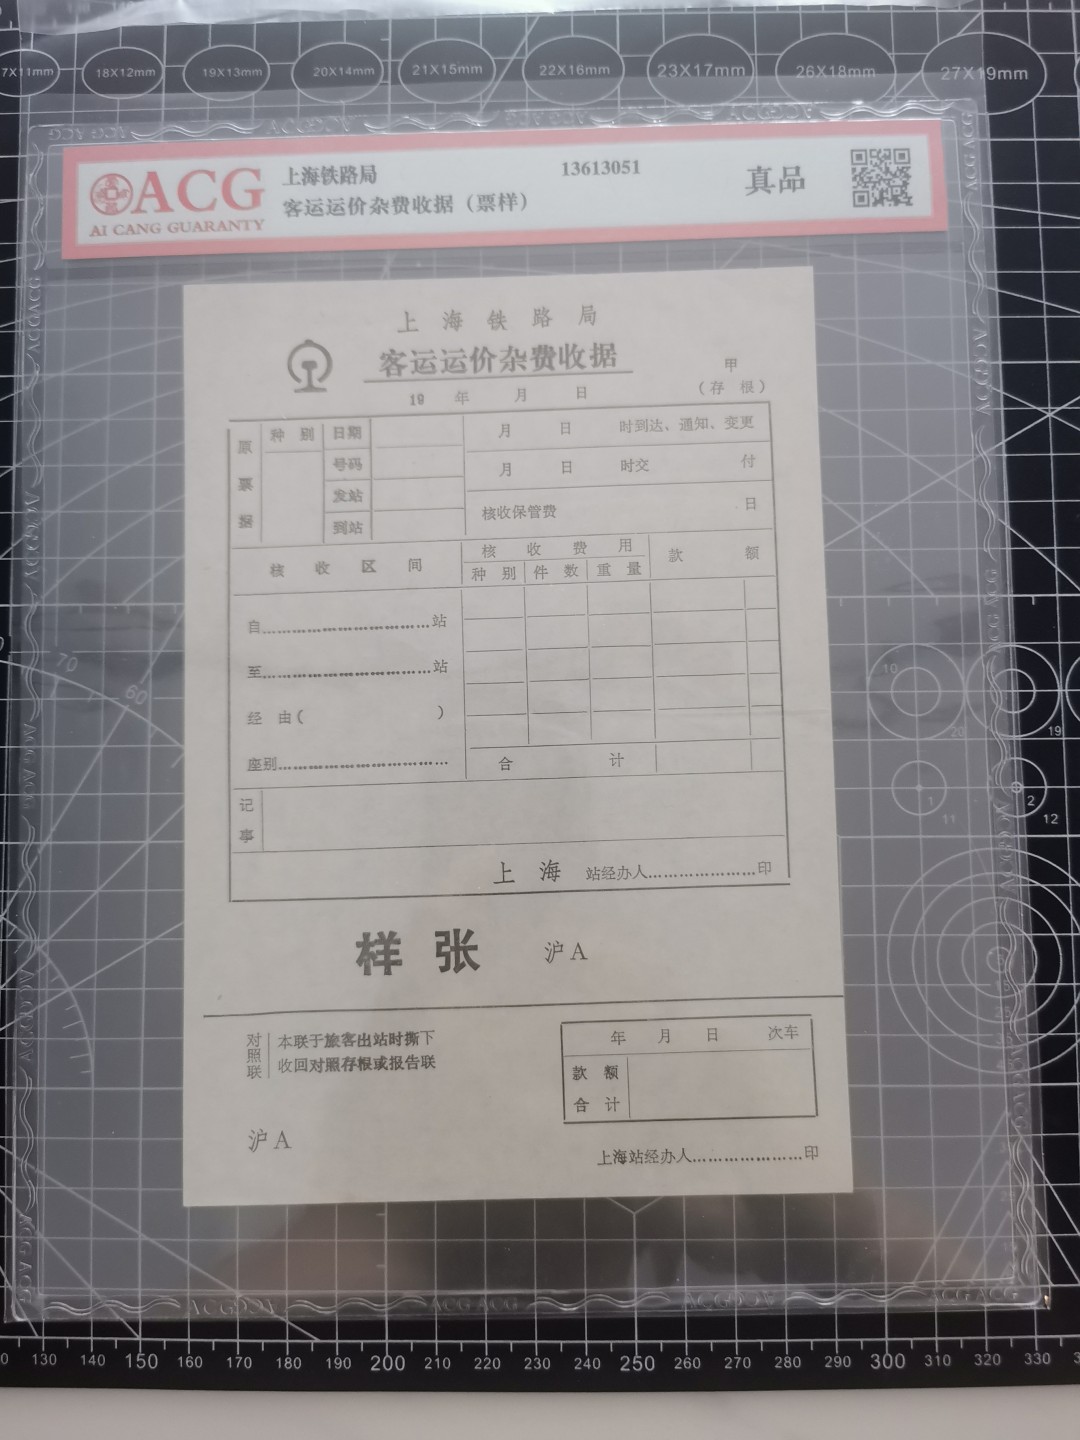 7X11mm 18X12mm 19X13mm 20X14mm 21X15mm 22X16mm 23X17mm 26X18mm 27X19mm
ACG
AI CANG GUARANTY
上海铁路局 13613051
客运运价杂费收据（票样）
真品
上海铁路局
客运运价杂费收据
甲
19 年 月 日
（存根）
原票票据
种别 日期
号码
发站
到站
月 日 时到达、通知、变更
月 日 时交付
核收保管费 日
核收区间 核收费用 款额
种别 件数 重量
自……………………………站
至……………………………站
经由( )
座别……………………………
合计
记事
上海 站经办人…………………印
样张 沪A
对照联
本联于旅客出站时撕下
收回对照存根或报告联
年 月 日 次车
款额
合计
沪A
上海站经办人…………………印
70
60
10
20
19
1
2
11
12
130 140 150 160 170 180 190 200 210 220 230 240 250 260 270 280 290 300 310 320 330